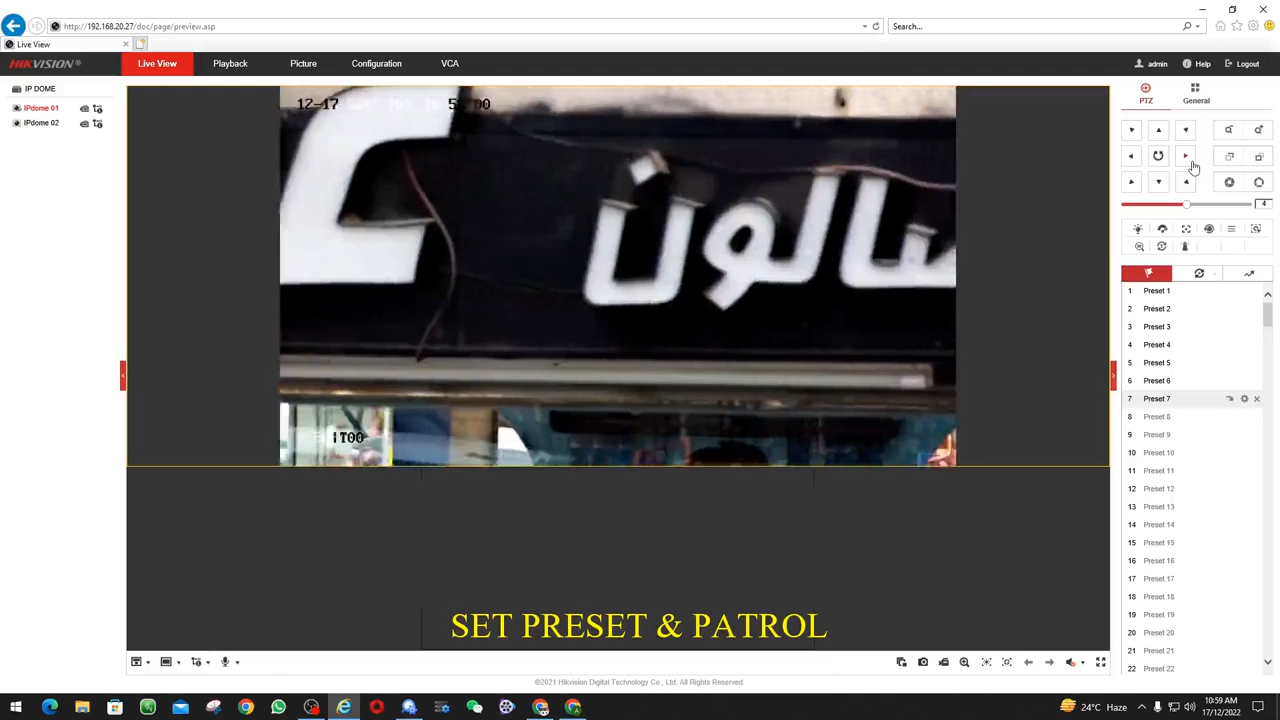 http://192.168.20.27/doc/page/preview.asp
Search...
Live View
HIKVISION®
Live View
Playback
Picture
Configuration
VCA
admin
Help
Logout
IP DOME
IPdome 01
IPdome 02
PTZ
General
12-17
صالون
4
Preset 1
1 Preset 1
2 Preset 2
3 Preset 3
4 Preset 4
5 Preset 5
6 Preset 6
7 Preset 7
8 Preset 8
9 Preset 9
10 Preset 10
11 Preset 11
12 Preset 12
13 Preset 13
14 Preset 14
15 Preset 15
16 Preset 16
17 Preset 17
18 Preset 18
19 Preset 19
20 Preset 20
21 Preset 21
22 Preset 22
SET PRESET & PATROL
©2021 Hikvision Digital Technology Co., Ltd. All Rights Reserved.
24°C Haze
10:59 AM
17/12/2022